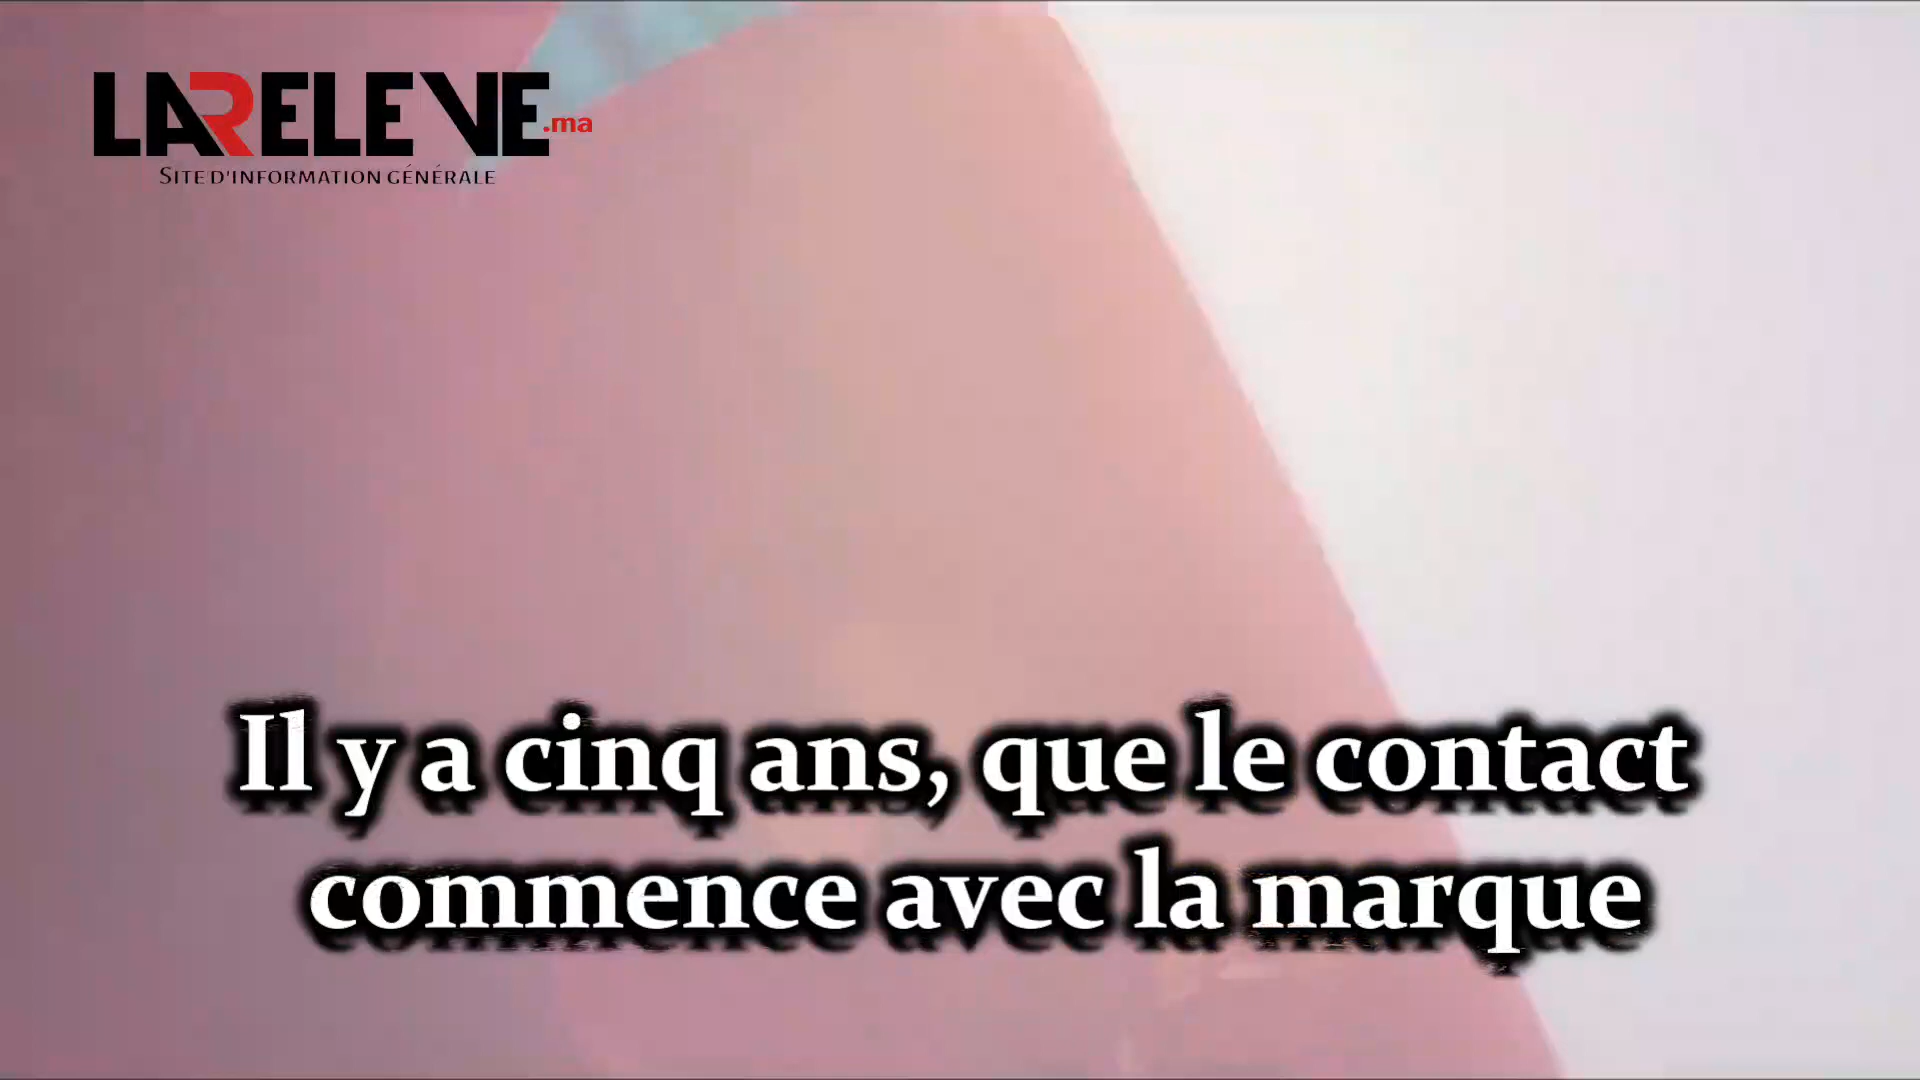 LARELEVE.ma
SITE D'INFORMATION GÉNÉRALE
Il y a cinq ans, que le contact
commence avec la marque